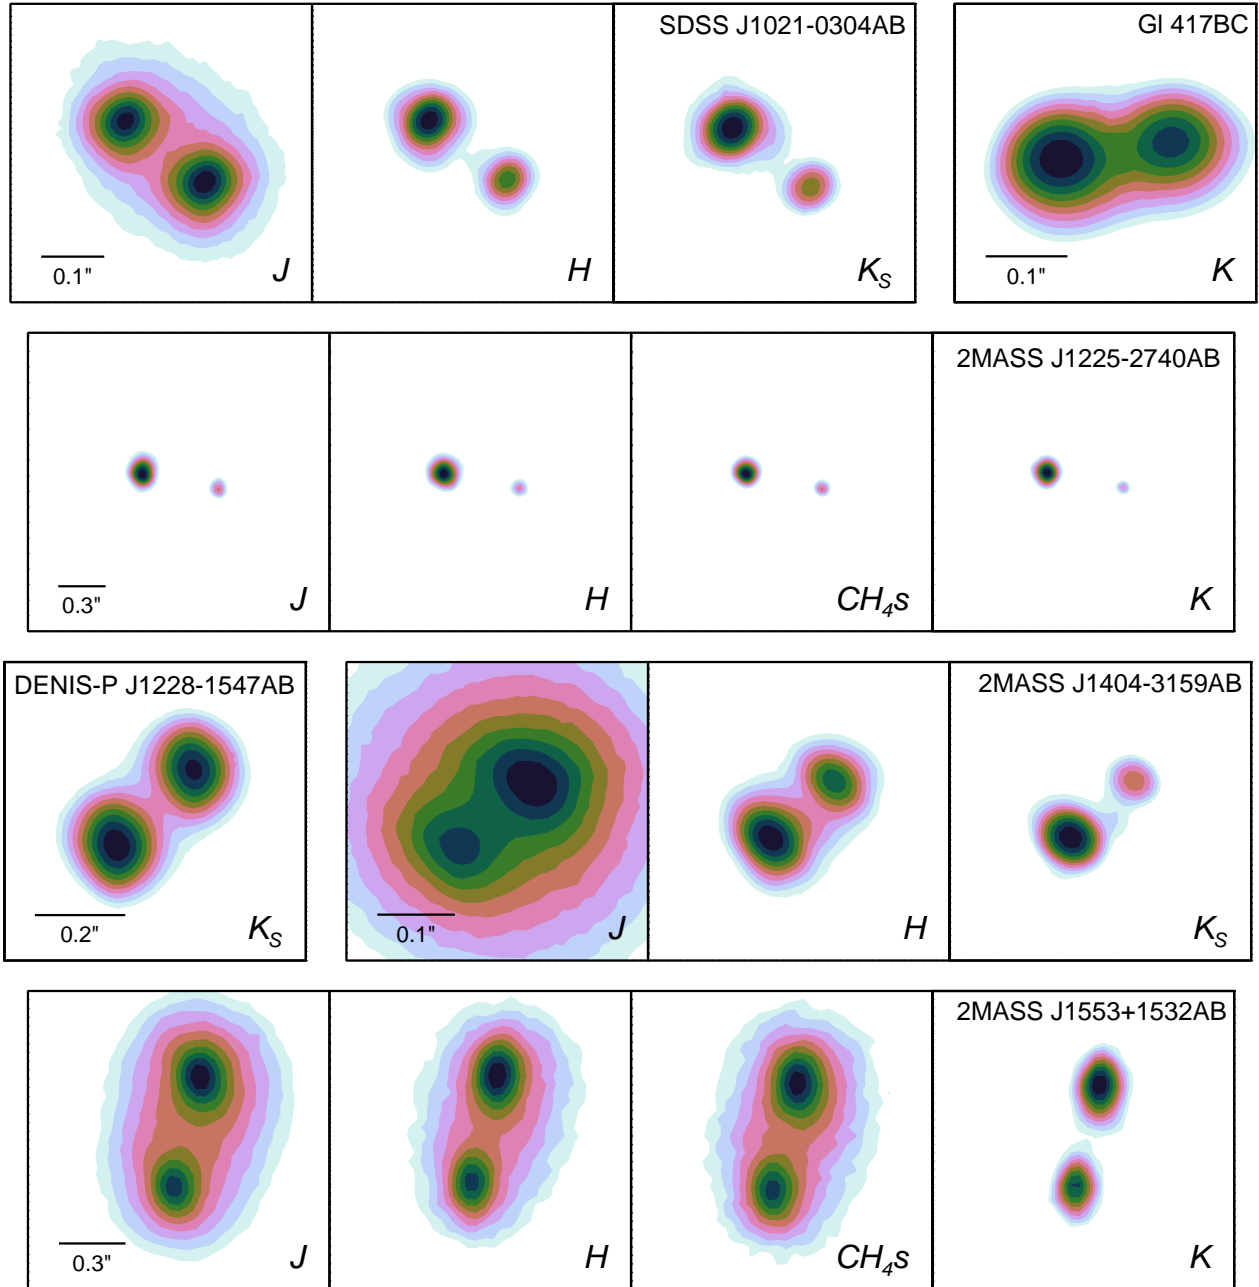 SDSS J1021-0304AB
Gl 417BC
0.1"
J
H
K_S
0.1"
K
2MASS J1225-2740AB
0.3"
J
H
CH_4s
K
DENIS-P J1228-1547AB
2MASS J1404-3159AB
0.2"
K_S
0.1"
J
H
K_S
2MASS J1553+1532AB
0.3"
J
H
CH_4s
K